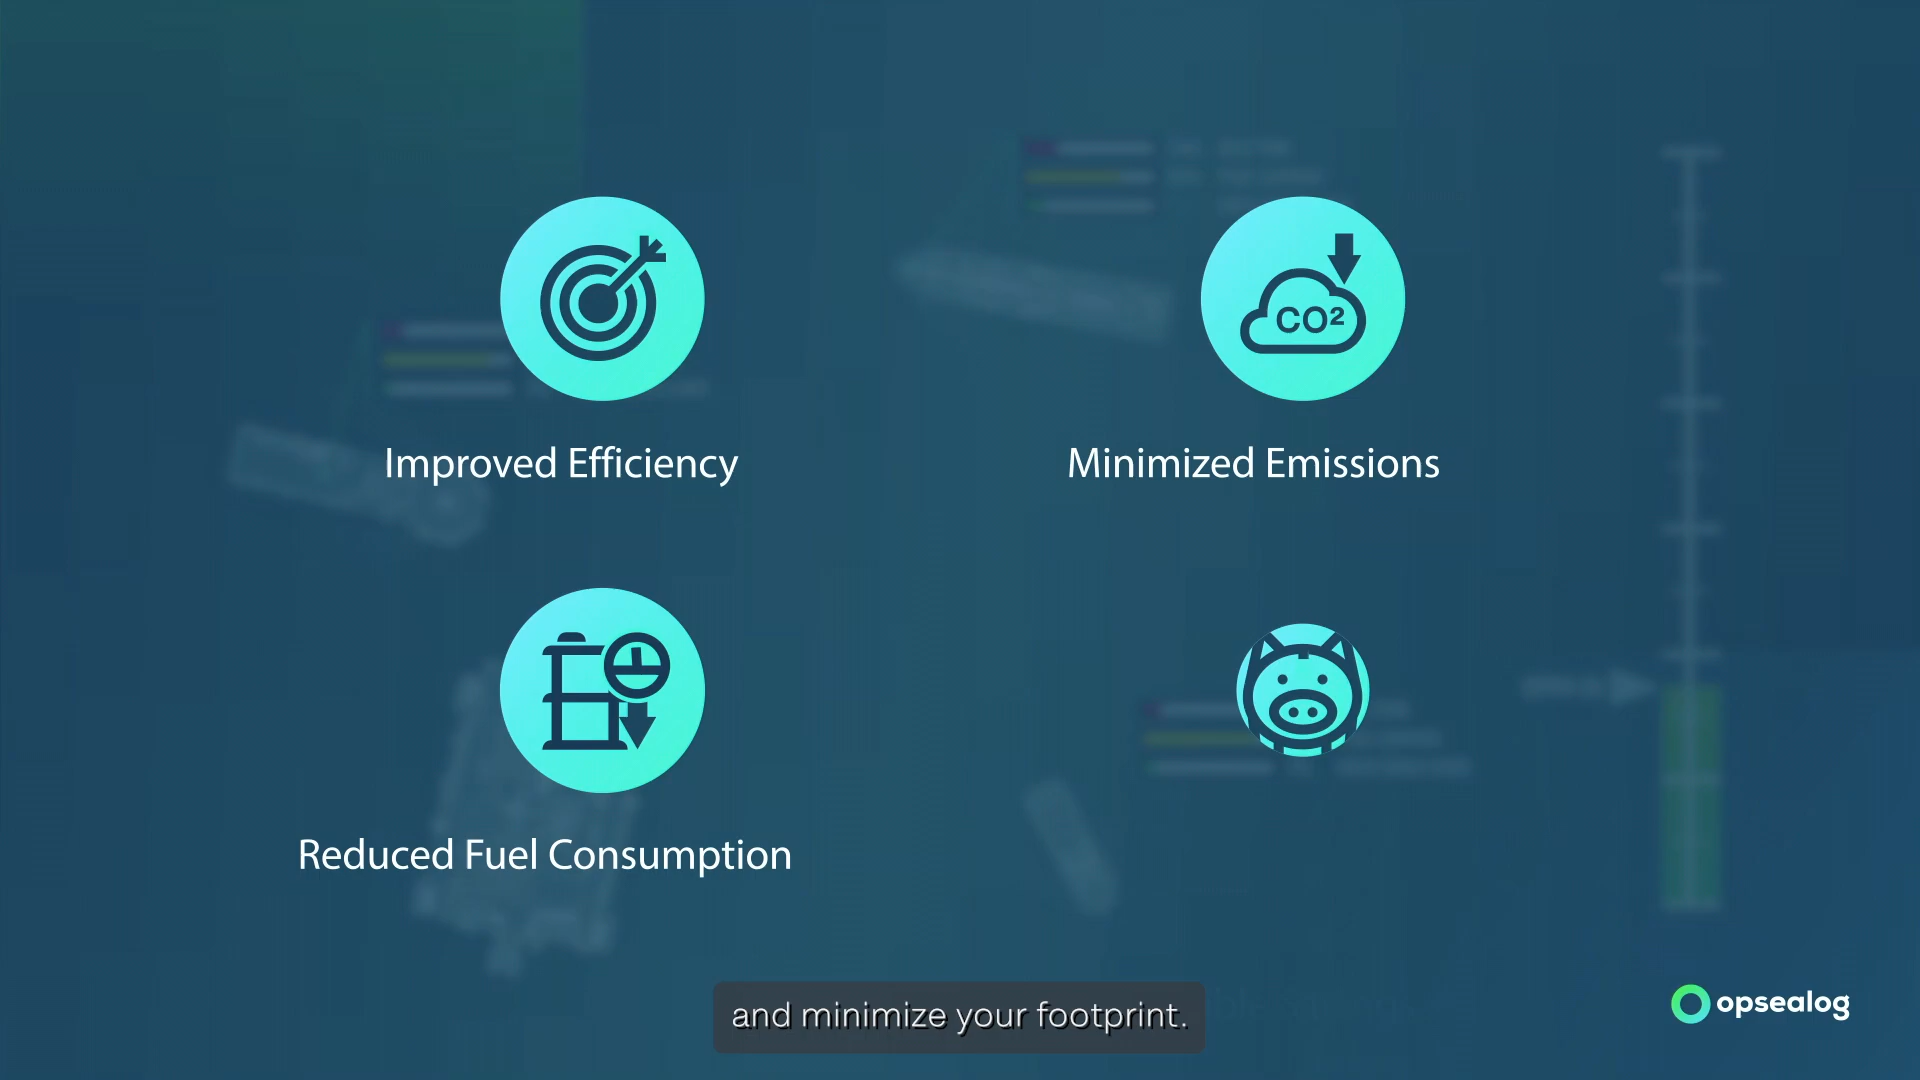 CO²
Improved Efficiency
Minimized Emissions
Reduced Fuel Consumption
and minimize your footprint.
opsealog